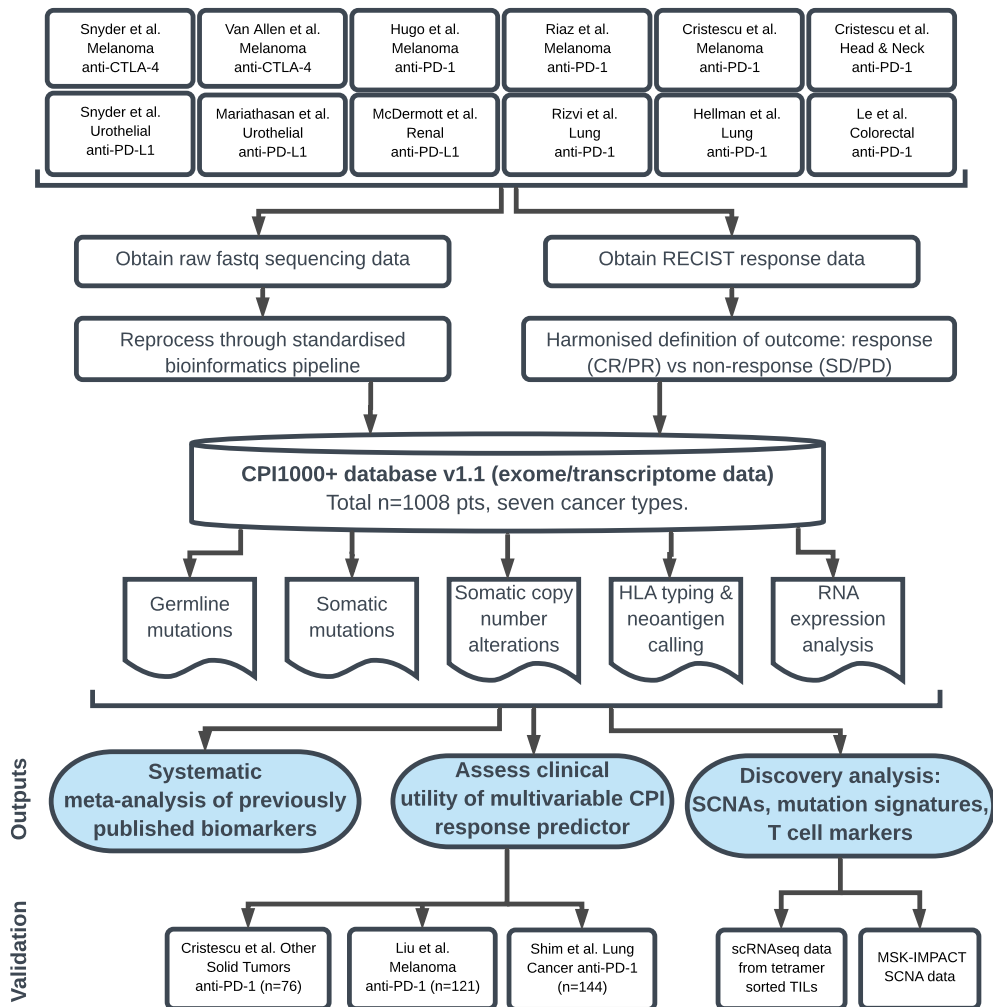 Snyder et al.
Melanoma
anti-CTLA-4
Van Allen et al.
Melanoma
anti-CTLA-4
Hugo et al.
Melanoma
anti-PD-1
Riaz et al.
Melanoma
anti-PD-1
Cristescu et al.
Melanoma
anti-PD-1
Cristescu et al.
Head & Neck
anti-PD-1
Snyder et al.
Urothelial
anti-PD-L1
Mariathasan et al.
Urothelial
anti-PD-L1
McDermott et al.
Renal
anti-PD-L1
Rizvi et al.
Lung
anti-PD-1
Hellman et al.
Lung
anti-PD-1
Le et al.
Colorectal
anti-PD-1
Obtain raw fastq sequencing data
Obtain RECIST response data
Reprocess through standardised
bioinformatics pipeline
Harmonised definition of outcome: response
(CR/PR) vs non-response (SD/PD)
CPI1000+ database v1.1 (exome/transcriptome data)
Total n=1008 pts, seven cancer types.
Germline
mutations
Somatic
mutations
Somatic copy
number
alterations
HLA typing &
neoantigen
calling
RNA
expression
analysis
Outputs
Systematic
meta-analysis of previously
published biomarkers
Assess clinical
utility of multivariable CPI
response predictor
Discovery analysis:
SCNAs, mutation signatures,
T cell markers
Validation
Cristescu et al. Other
Solid Tumors
anti-PD-1 (n=76)
Liu et al.
Melanoma
anti-PD-1 (n=121)
Shim et al. Lung
Cancer anti-PD-1
(n=144)
scRNAseq data
from tetramer
sorted TILs
MSK-IMPACT
SCNA data